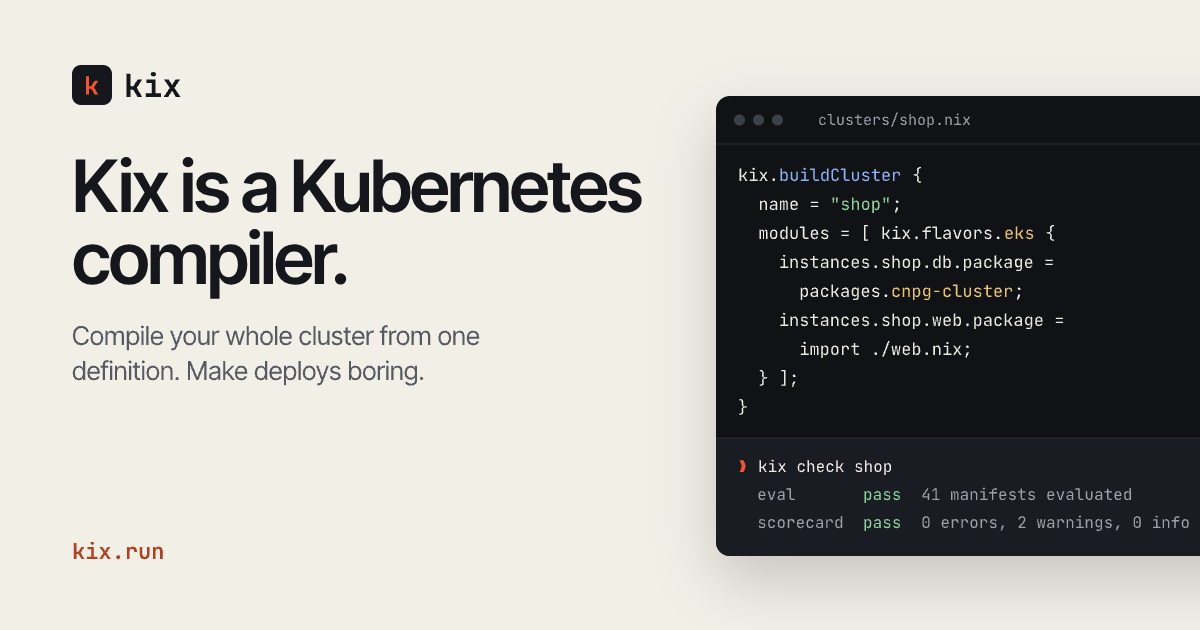 k kix
Kix is a Kubernetes
compiler.
Compile your whole cluster from one
definition. Make deploys boring.
kix.run
clusters/shop.nix
kix.buildCluster {
  name = "shop";
  modules = [ kix.flavors.eks {
    instances.shop.db.package =
      packages.cnpg-cluster;
    instances.shop.web.package =
      import ./web.nix;
  } ];
}
❯ kix check shop
eval pass 41 manifests evaluated
scorecard pass 0 errors, 2 warnings, 0 info